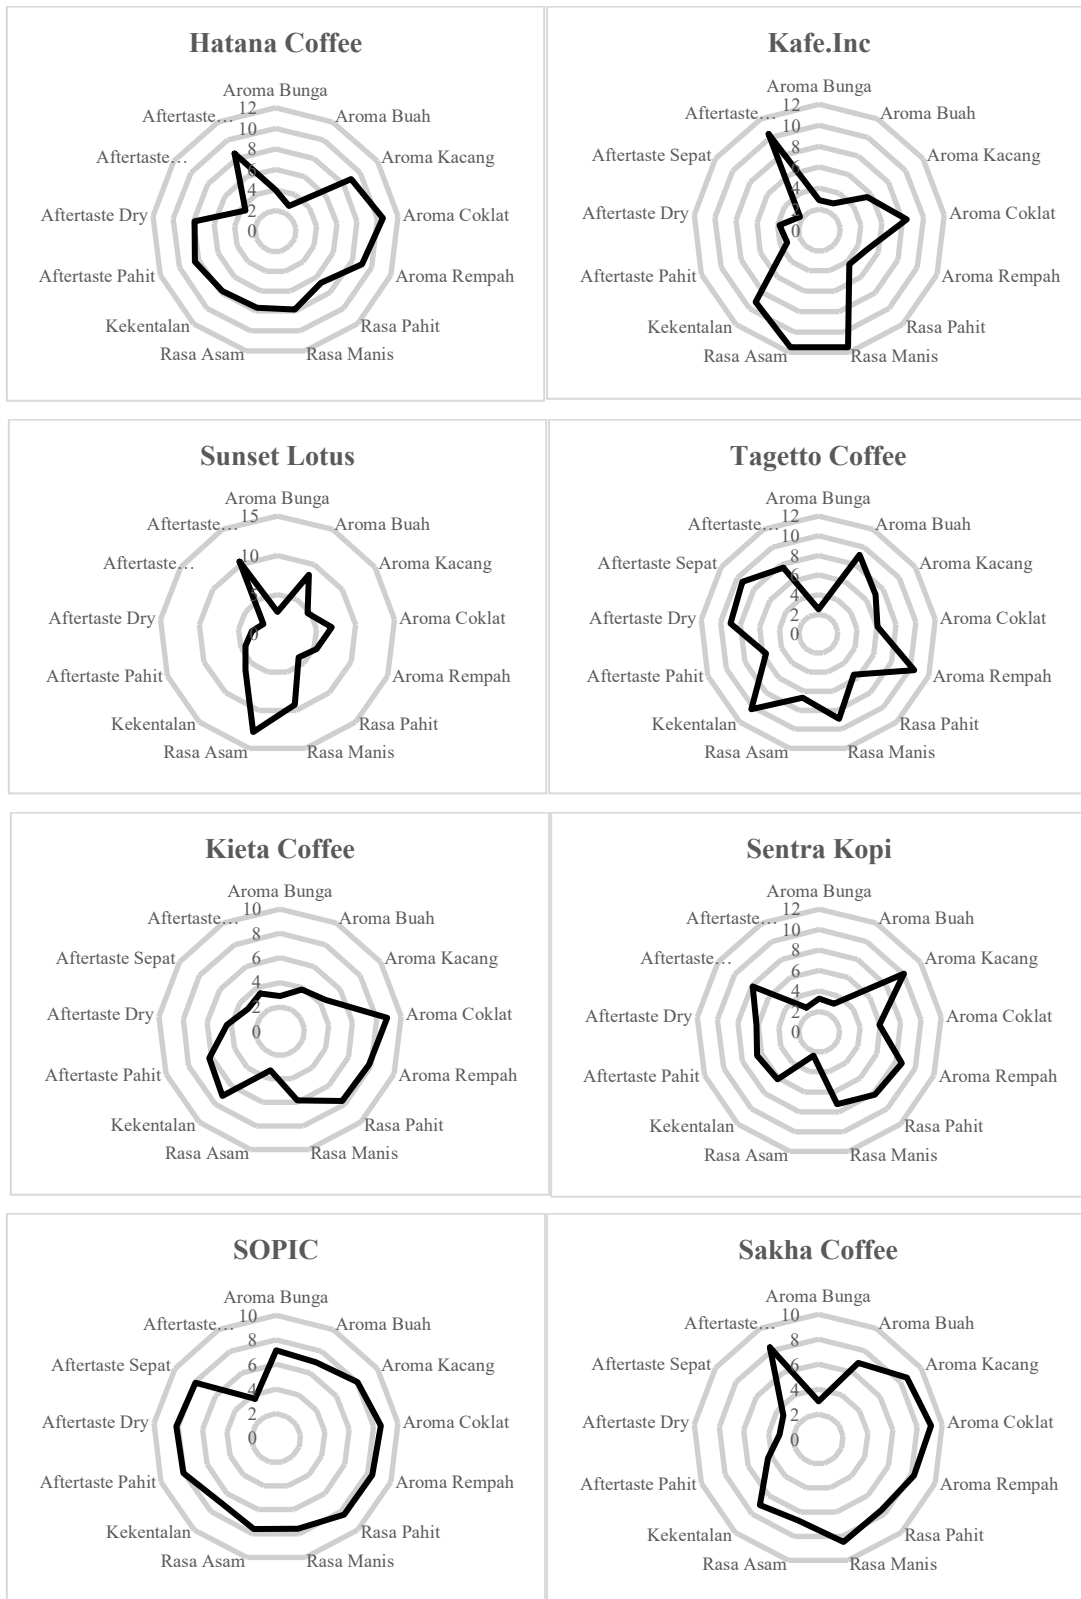 Hatana Coffee
Aroma Bunga
Aroma Buah
Aroma Kacang
Aroma Coklat
Aroma Rempah
Rasa Pahit
Rasa Manis
Rasa Asam
Kekentalan
Aftertaste Pahit
Aftertaste Dry
Aftertaste…
Aftertaste…
12
10
8
6
4
2
0
Kafe.Inc
Aroma Bunga
Aroma Buah
Aroma Kacang
Aroma Coklat
Aroma Rempah
Rasa Pahit
Rasa Manis
Rasa Asam
Kekentalan
Aftertaste Pahit
Aftertaste Dry
Aftertaste Sepat
Aftertaste…
12
10
8
6
4
2
0
Sunset Lotus
Aroma Bunga
Aroma Buah
Aroma Kacang
Aroma Coklat
Aroma Rempah
Rasa Pahit
Rasa Manis
Rasa Asam
Kekentalan
Aftertaste Pahit
Aftertaste Dry
Aftertaste…
Aftertaste…
15
10
5
0
Tagetto Coffee
Aroma Bunga
Aroma Buah
Aroma Kacang
Aroma Coklat
Aroma Rempah
Rasa Pahit
Rasa Manis
Rasa Asam
Kekentalan
Aftertaste Pahit
Aftertaste Dry
Aftertaste Sepat
Aftertaste…
12
10
8
6
4
2
0
Kieta Coffee
Aroma Bunga
Aroma Buah
Aroma Kacang
Aroma Coklat
Aroma Rempah
Rasa Pahit
Rasa Manis
Rasa Asam
Kekentalan
Aftertaste Pahit
Aftertaste Dry
Aftertaste Sepat
Aftertaste…
10
8
6
4
2
0
Sentra Kopi
Aroma Bunga
Aroma Buah
Aroma Kacang
Aroma Coklat
Aroma Rempah
Rasa Pahit
Rasa Manis
Rasa Asam
Kekentalan
Aftertaste Pahit
Aftertaste Dry
Aftertaste…
Aftertaste…
12
10
8
6
4
2
0
SOPIC
Aroma Bunga
Aroma Buah
Aroma Kacang
Aroma Coklat
Aroma Rempah
Rasa Pahit
Rasa Manis
Rasa Asam
Kekentalan
Aftertaste Pahit
Aftertaste Dry
Aftertaste Sepat
Aftertaste…
10
8
6
4
2
0
Sakha Coffee
Aroma Bunga
Aroma Buah
Aroma Kacang
Aroma Coklat
Aroma Rempah
Rasa Pahit
Rasa Manis
Rasa Asam
Kekentalan
Aftertaste Pahit
Aftertaste Dry
Aftertaste Sepat
Aftertaste…
10
8
6
4
2
0